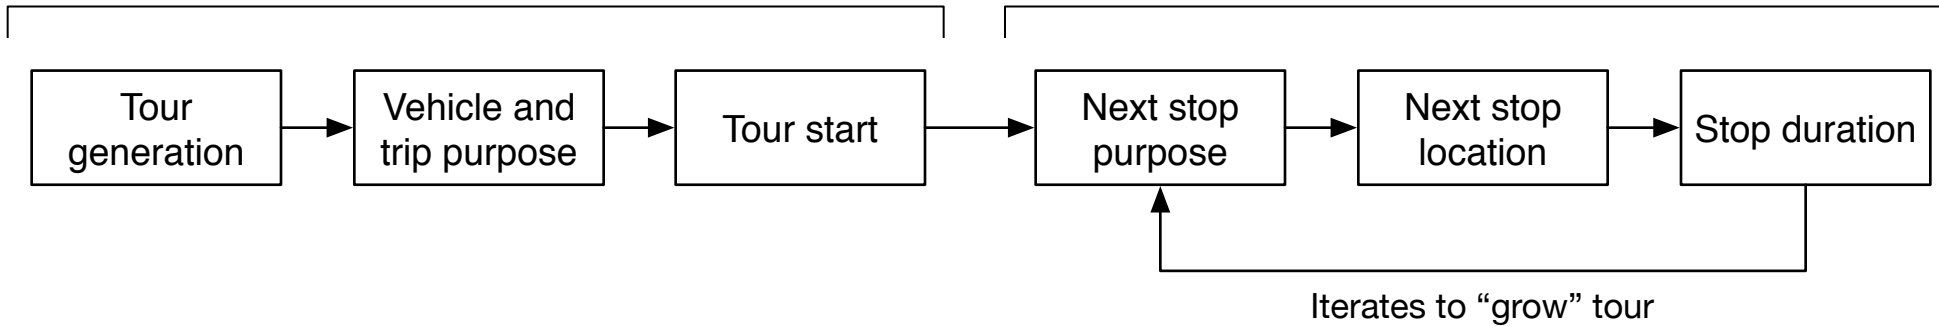 Tour
generation
Vehicle and
trip purpose
Tour start
Next stop
purpose
Next stop
location
Stop duration
Iterates to “grow” tour